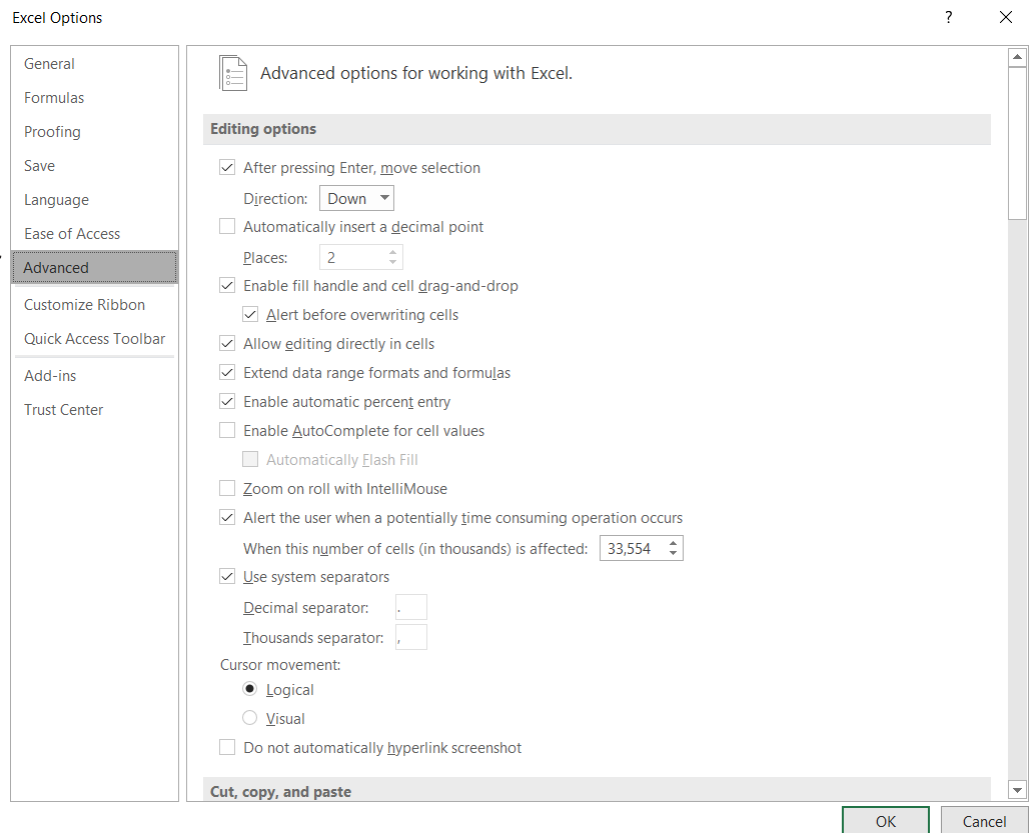 Excel Options
?
General
Formulas
Proofing
Save
Language
Ease of Access
Advanced
Customize Ribbon
Quick Access Toolbar
Add-ins
Trust Center
Advanced options for working with Excel.
Editing options
After pressing Enter, move selection
Direction: Down
Automatically insert a decimal point
Places: 2
Enable fill handle and cell drag-and-drop
Alert before overwriting cells
Allow editing directly in cells
Extend data range formats and formulas
Enable automatic percent entry
Enable AutoComplete for cell values
Automatically Flash Fill
Zoom on roll with IntelliMouse
Alert the user when a potentially time consuming operation occurs
When this number of cells (in thousands) is affected: 33,554
Use system separators
Decimal separator: .
Thousands separator: ,
Cursor movement:
Logical
Visual
Do not automatically hyperlink screenshot
Cut, copy, and paste
OK Cancel